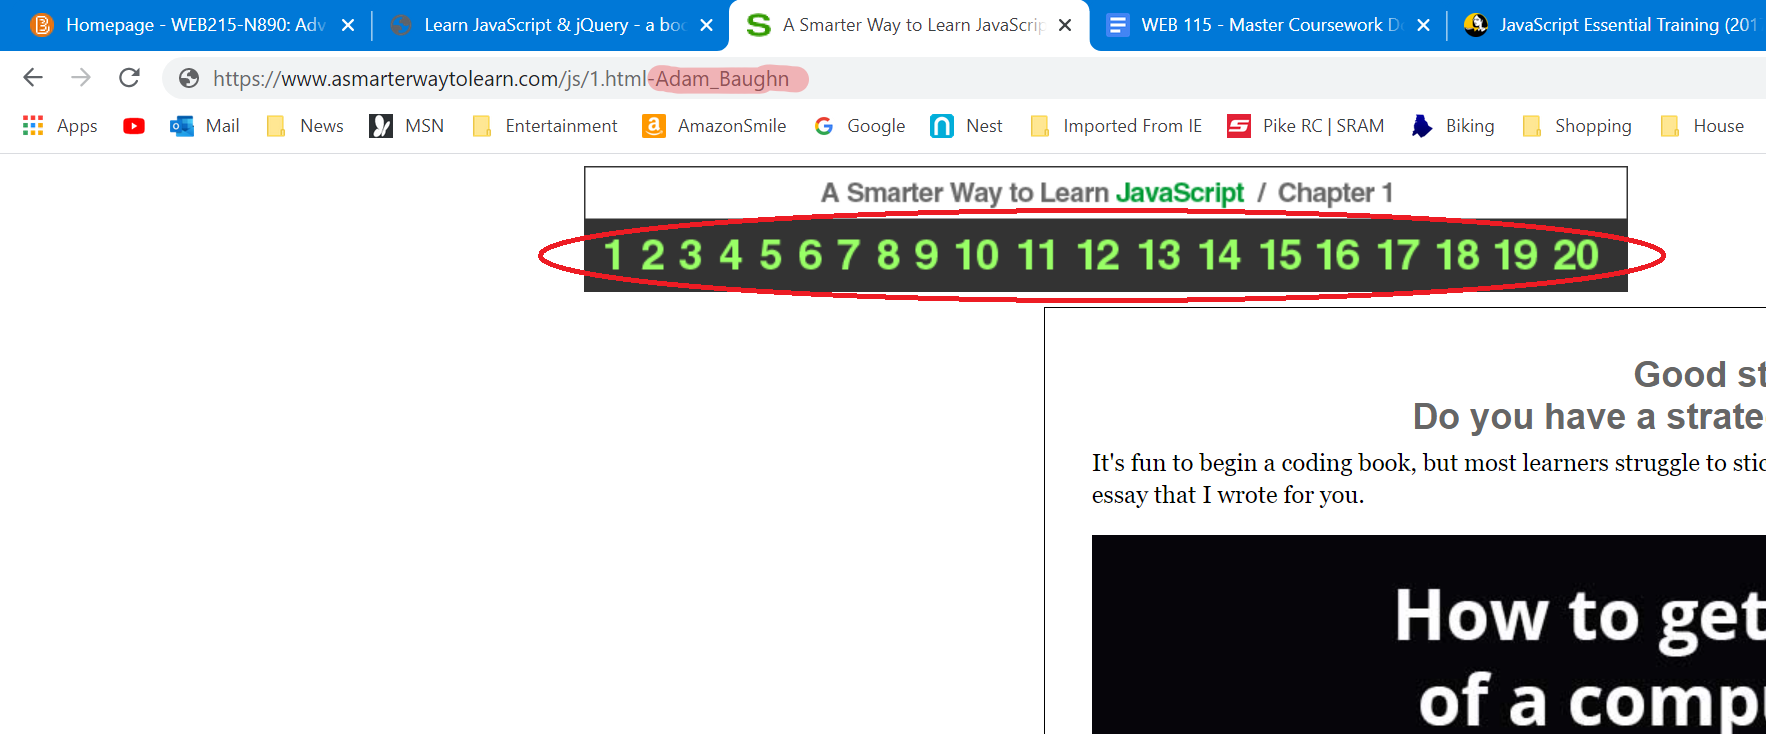 Homepage - WEB215-N890: Adv
Learn JavaScript & jQuery - a boo
A Smarter Way to Learn JavaScrip
WEB 115 - Master Coursework Do
JavaScript Essential Training (201
https://www.asmarterwaytolearn.com/js/1.html-Adam_Baughn
Apps Mail News MSN Entertainment AmazonSmile Google Nest Imported From IE Pike RC | SRAM Biking Shopping House
A Smarter Way to Learn JavaScript / Chapter 1
1 2 3 4 5 6 7 8 9 10 11 12 13 14 15 16 17 18 19 20
Good st
Do you have a strate
It's fun to begin a coding book, but most learners struggle to stic
essay that I wrote for you.
How to get
of a compu